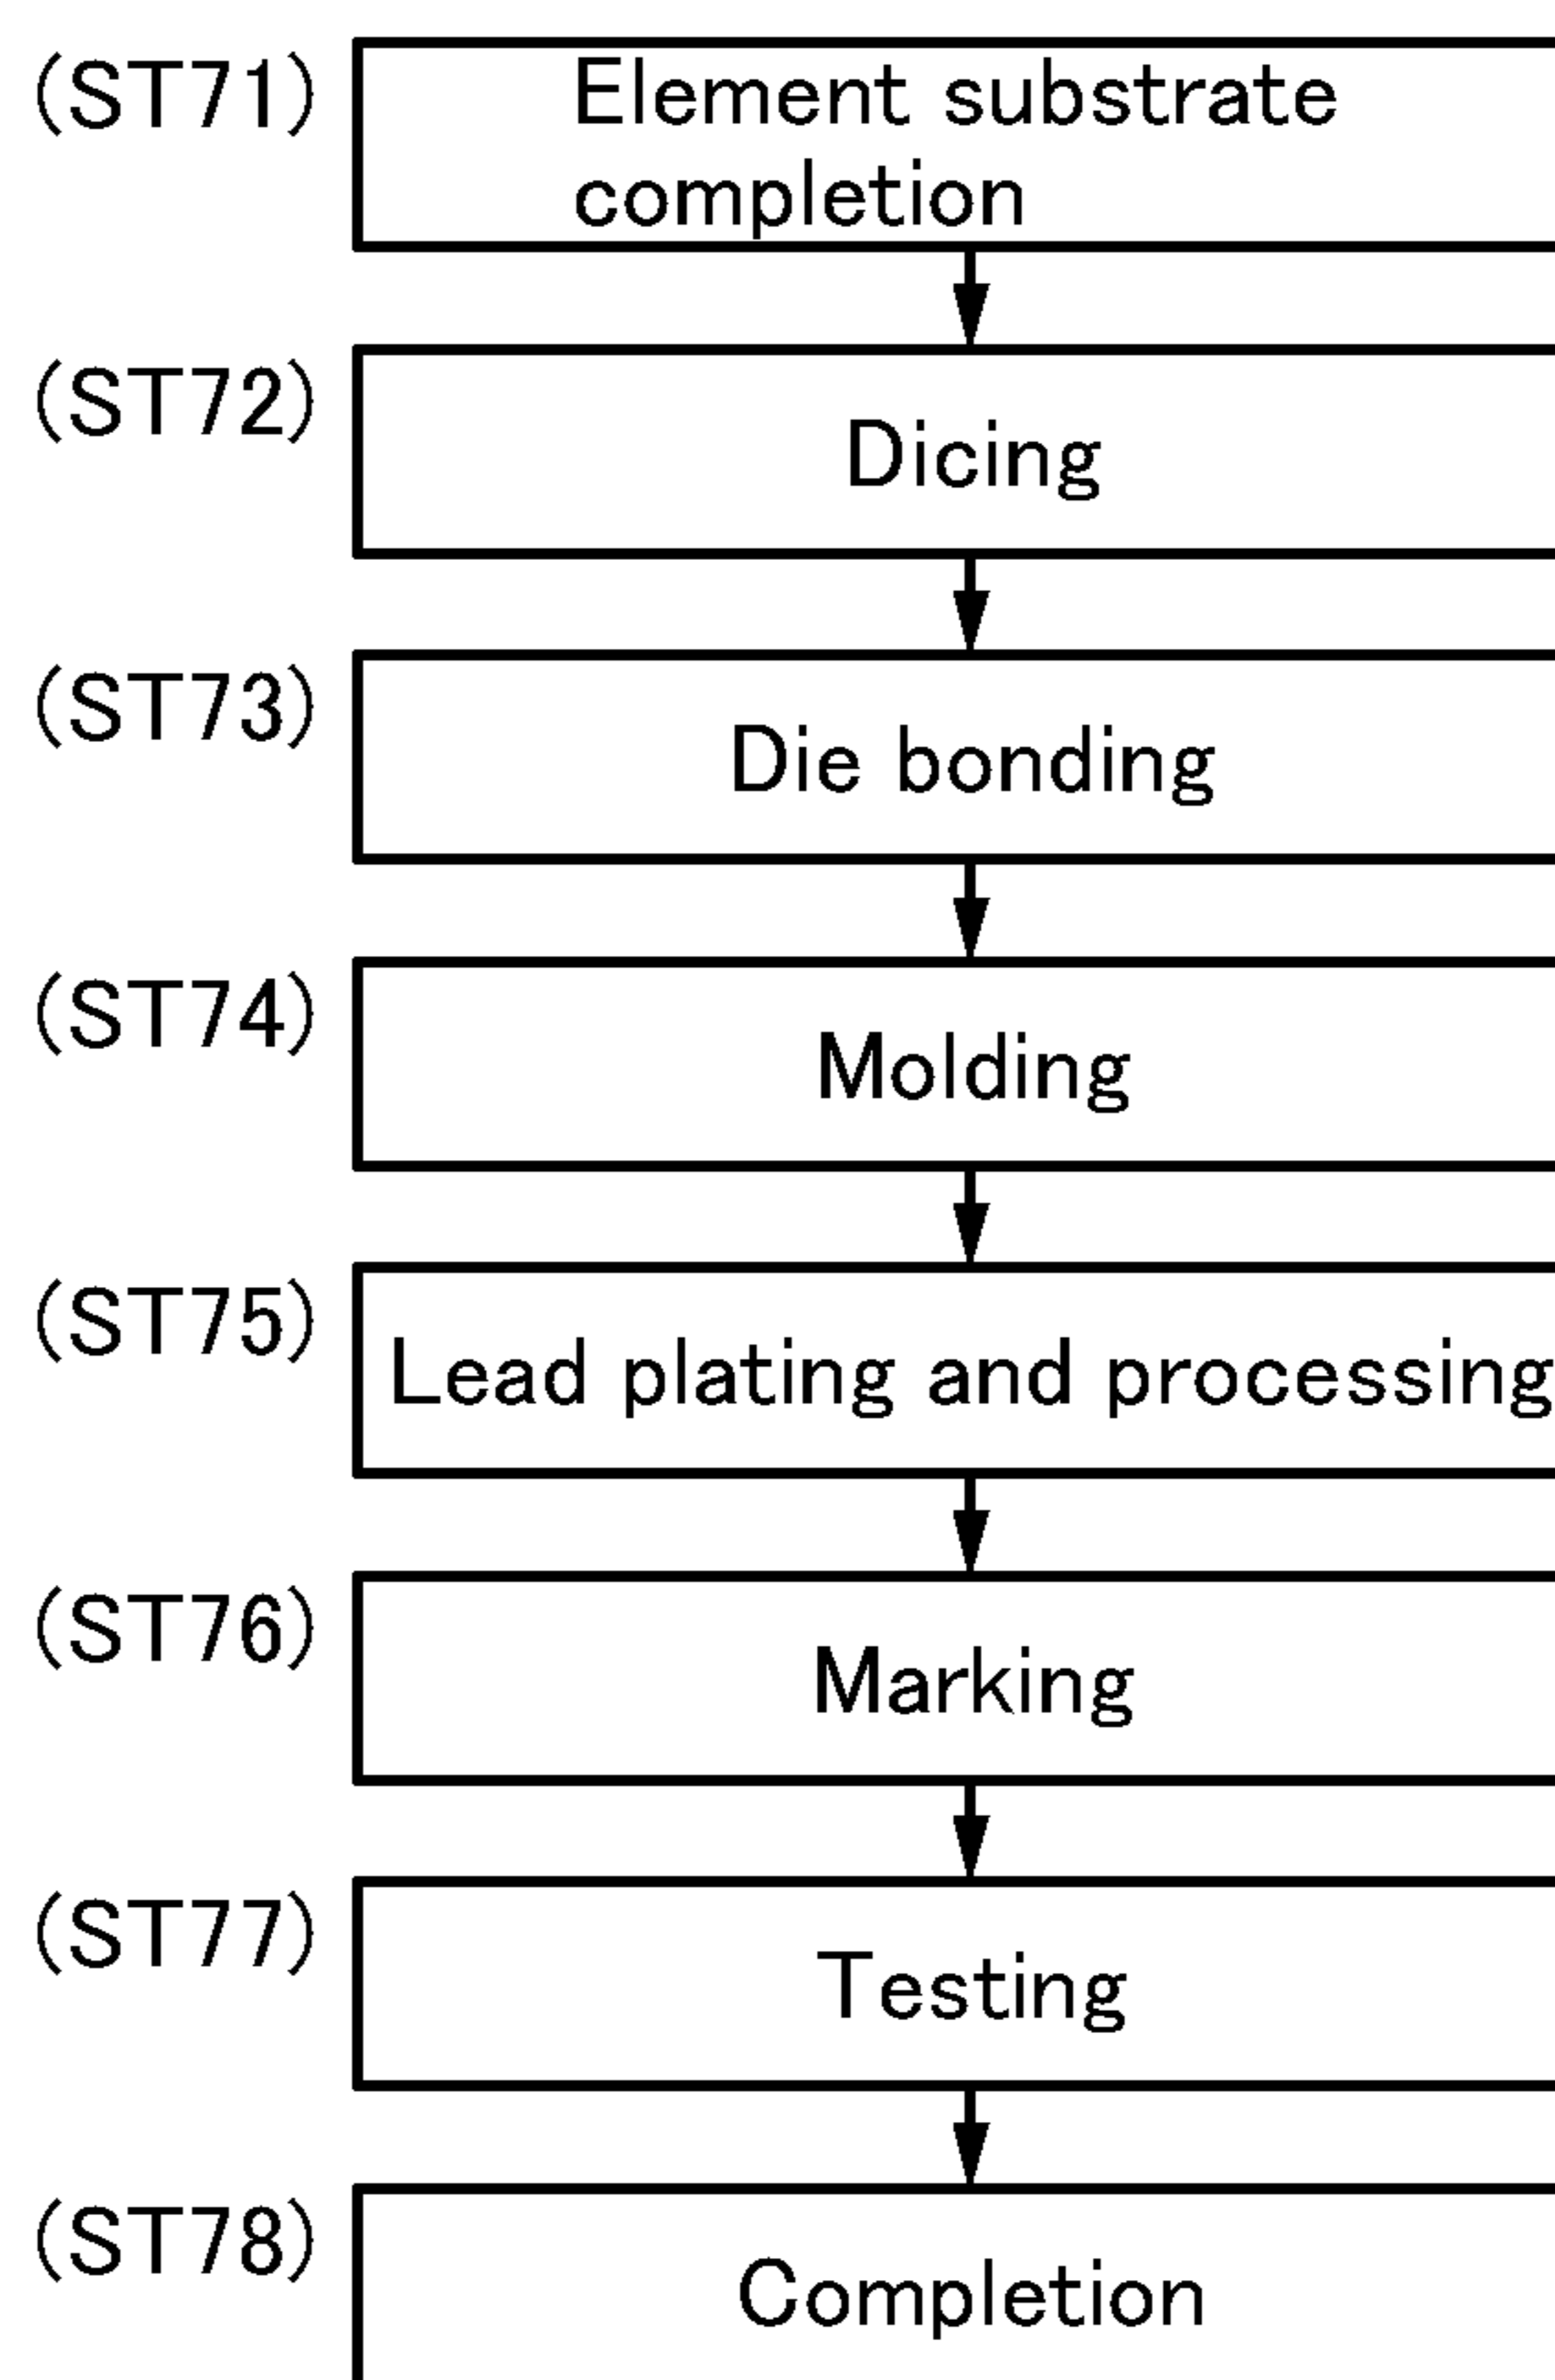 (ST71) Element substrate
completion
(ST72) Dicing
(ST73) Die bonding
(ST74) Molding
(ST75) Lead plating and processing
(ST76) Marking
(ST77) Testing
(ST78) Completion